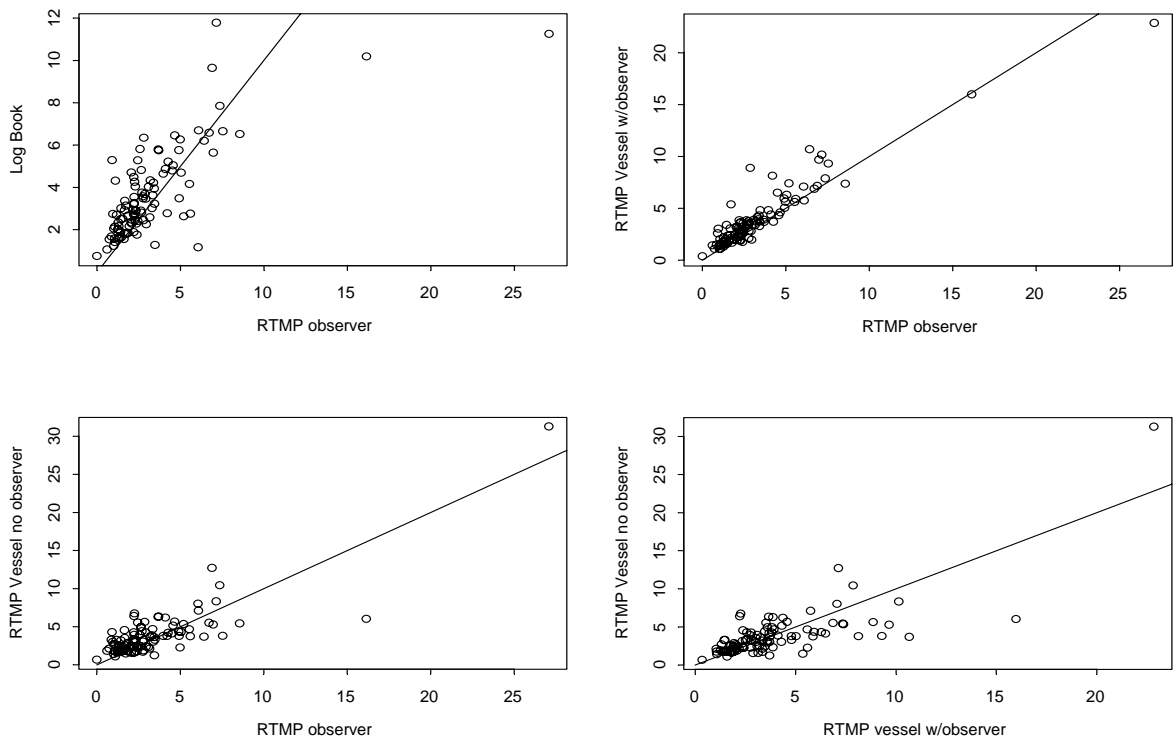 12
10
8
6
4
2
Log Book
0 5 10 15 20 25
RTMP observer
20
15
10
5
0
RTMP Vessel w/observer
0 5 10 15 20 25
RTMP observer
30
25
20
15
10
5
0
RTMP Vessel no observer
0 5 10 15 20 25
RTMP observer
30
25
20
15
10
5
0
RTMP Vessel no observer
0 5 10 15 20
RTMP vessel w/observer